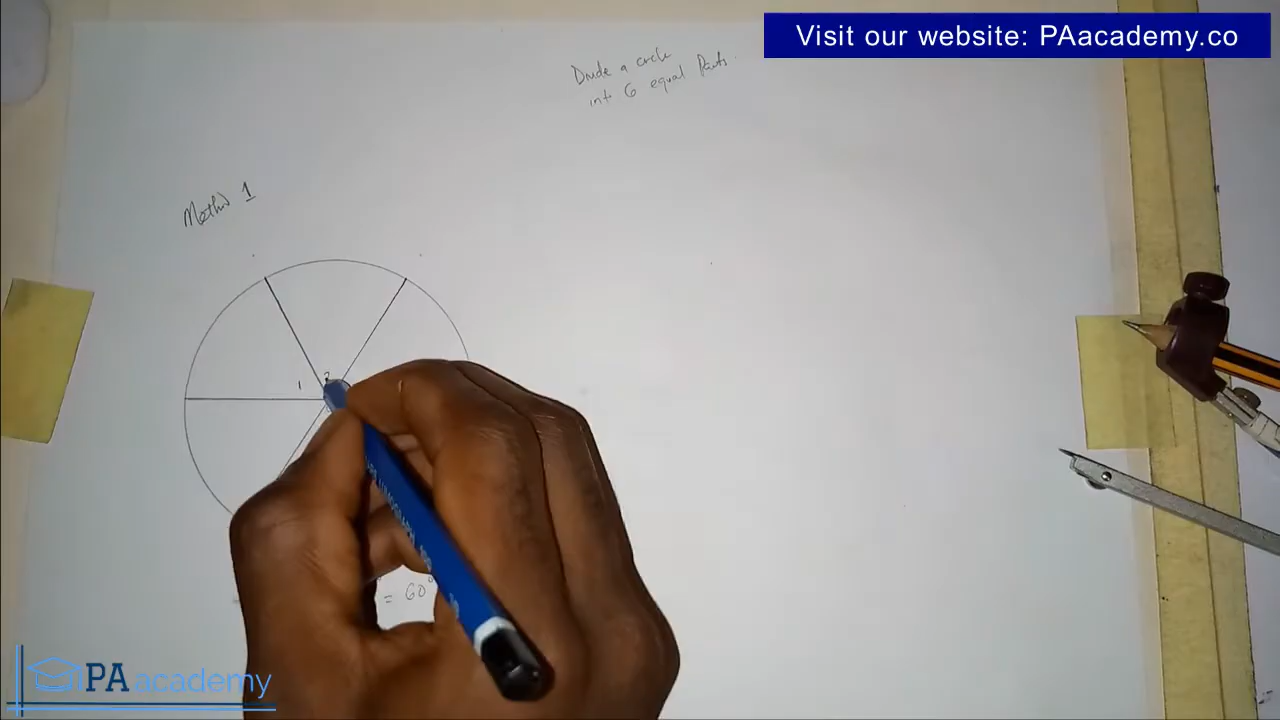 Visit our website: PAacademy.co
Divide a circle
into 6 equal Parts.
Method 1
1 2
= 60°
PA academy